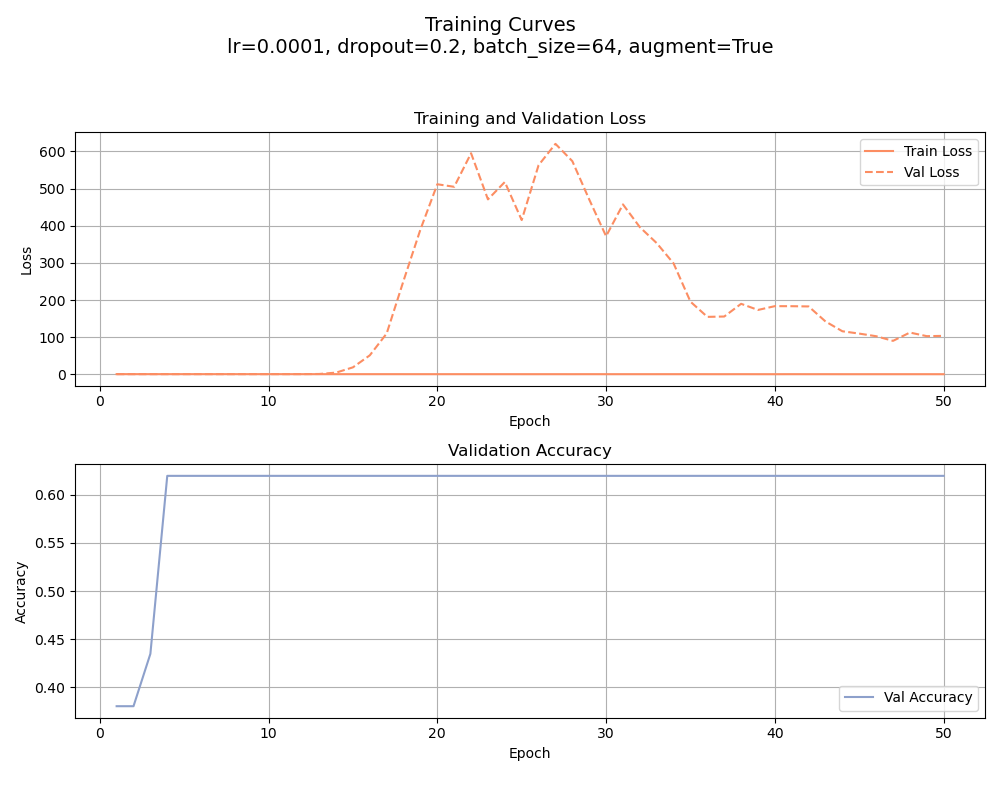 Training Curves
lr=0.0001, dropout=0.2, batch_size=64, augment=True
Training and Validation Loss
600
500
400
300
200
100
0
Loss
Train Loss
Val Loss
0 10 20 30 40 50
Epoch
Validation Accuracy
0.60
0.55
0.50
0.45
0.40
Accuracy
Val Accuracy
0 10 20 30 40 50
Epoch